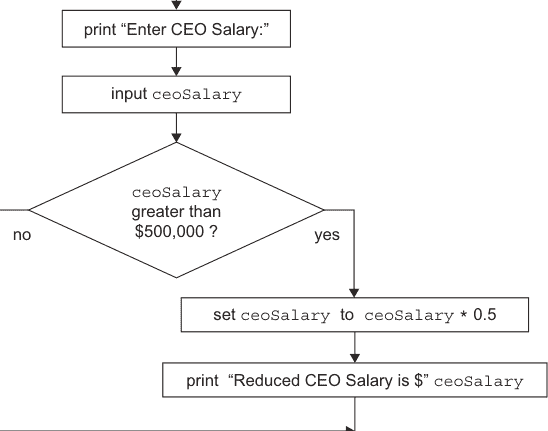 print “Enter CEO Salary:”
input ceoSalary
ceoSalary
greater than
$500,000 ?
no
yes
set ceoSalary to ceoSalary * 0.5
print “Reduced CEO Salary is $” ceoSalary